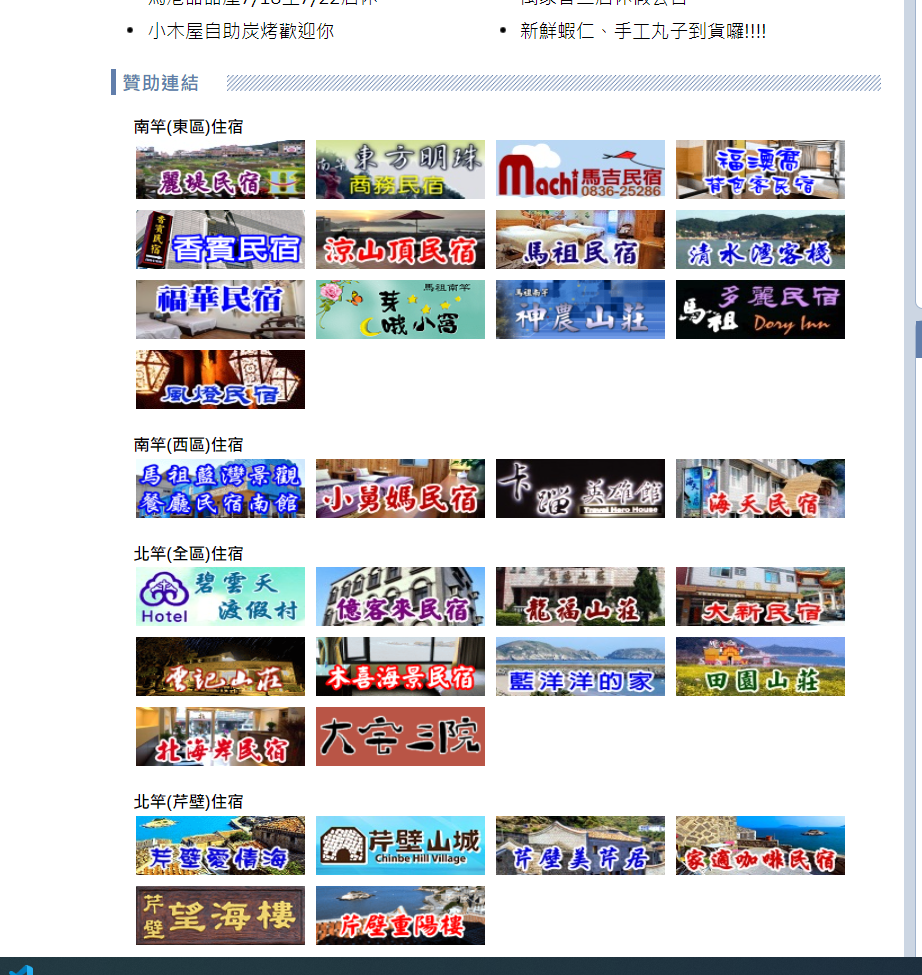 小木屋自助炭烤歡迎你
新鮮蝦仁、手工丸子到貨囉!!!!
贊助連結
南竿(東區)住宿
麗堤民宿
南竿 東方明珠
商務民宿
Machi 馬吉民宿
0836-25286
福澳窩
背包客民宿
香賓民宿
香賓民宿
涼山頂民宿
馬祖民宿
清水灣客棧
福華民宿
馬祖南竿
芽
哦小窩
馬祖南竿
神農山莊
多麗民宿
馬祖 Dory Inn
風燈民宿
南竿(西區)住宿
馬祖藍灣景觀
餐廳民宿南館
小舅媽民宿
卡蹓 英雄館
Travel Hero House
海天民宿
北竿(全區)住宿
碧雲天
渡假村
Hotel
億客來民宿
龍福山莊
大新民宿
雲記山莊
木喜海景民宿
藍洋洋的家
田園山莊
北海岸民宿
大宅三院
北竿(芹壁)住宿
芹壁愛情海
芹壁山城
Chinbe Hill Village
芹壁美芹居
家適咖啡民宿
芹壁 望海樓
芹壁重陽樓